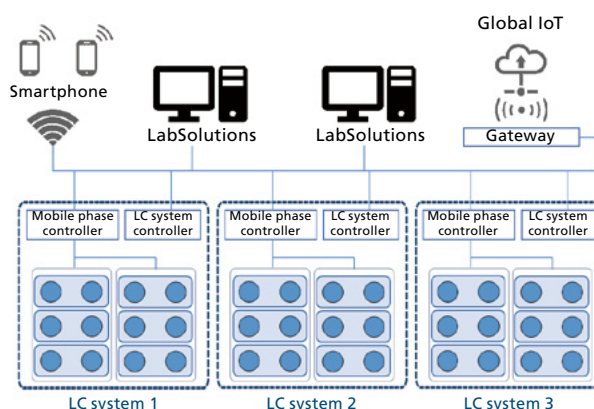 Global IoT
Smartphone
LabSolutions
LabSolutions
Gateway
Mobile phase
controller
LC system
controller
Mobile phase
controller
LC system
controller
Mobile phase
controller
LC system
controller
LC system 1
LC system 2
LC system 3